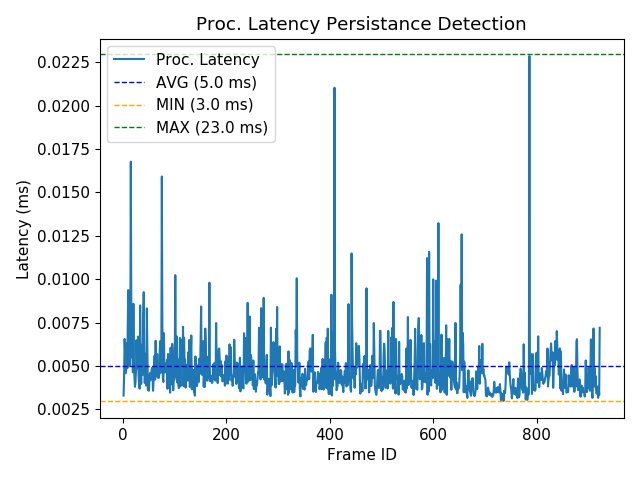 Proc. Latency Persistance Detection
Proc. Latency
AVG (5.0 ms)
MIN (3.0 ms)
MAX (23.0 ms)
Latency (ms)
0.0225
0.0200
0.0175
0.0150
0.0125
0.0100
0.0075
0.0050
0.0025
0
200
400
600
800
Frame ID